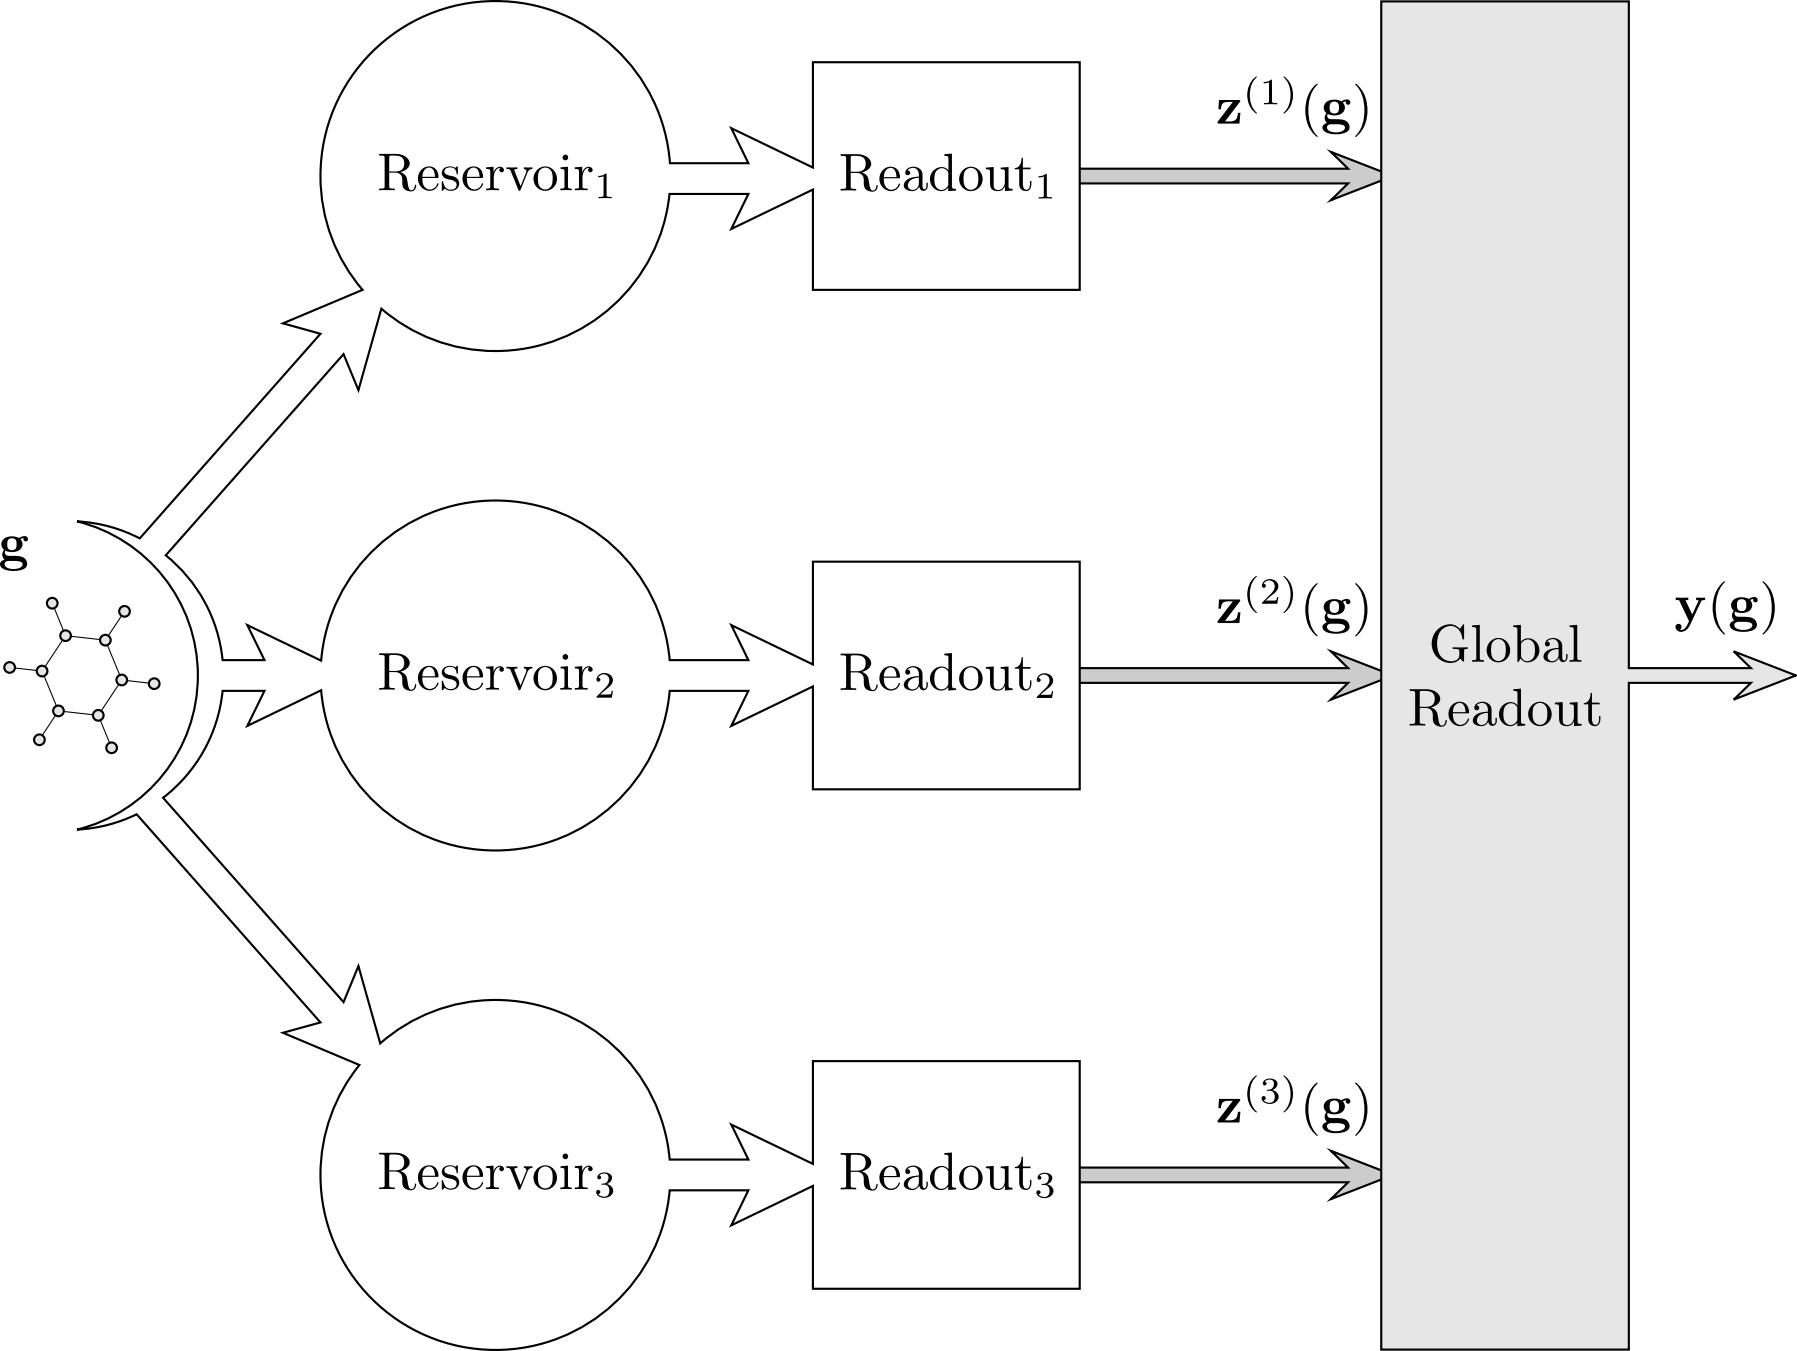 Reservoir₁
Readout₁
𝐳⁽¹⁾(𝐠)
𝐠
Reservoir₂
Readout₂
𝐳⁽²⁾(𝐠)
Global
Readout
𝐲(𝐠)
Reservoir₃
Readout₃
𝐳⁽³⁾(𝐠)